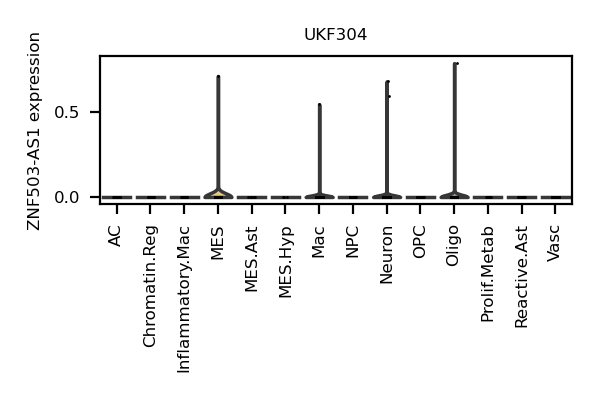 UKF304
ZNF503-AS1 expression
0.5
0.0
AC
Chromatin.Reg
Inflammatory.Mac
MES
MES.Ast
MES.Hyp
Mac
NPC
Neuron
OPC
Oligo
Prolif.Metab
Reactive.Ast
Vasc